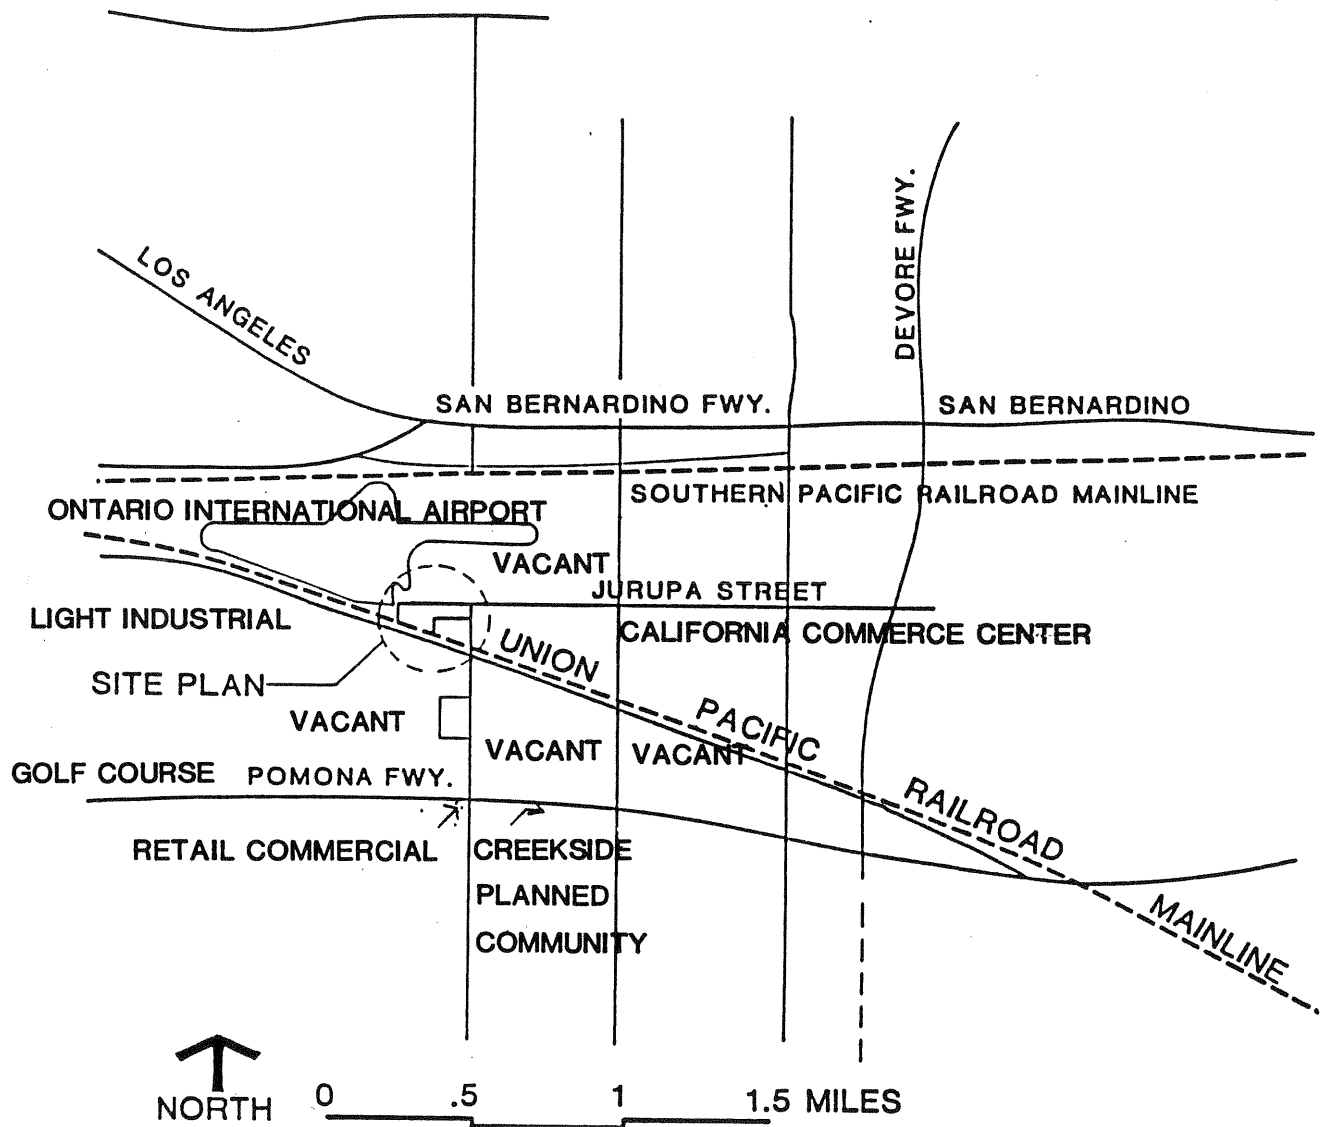 LOS ANGELES
DEVORE FWY.
SAN BERNARDINO FWY.
SAN BERNARDINO
SOUTHERN PACIFIC RAILROAD MAINLINE
ONTARIO INTERNATIONAL AIRPORT
VACANT
JURUPA STREET
LIGHT INDUSTRIAL
CALIFORNIA COMMERCE CENTER
UNION PACIFIC RAILROAD MAINLINE
SITE PLAN
VACANT
VACANT
VACANT
GOLF COURSE
POMONA FWY.
RETAIL COMMERCIAL
CREEKSIDE
PLANNED
COMMUNITY
NORTH
0 .5 1 1.5 MILES